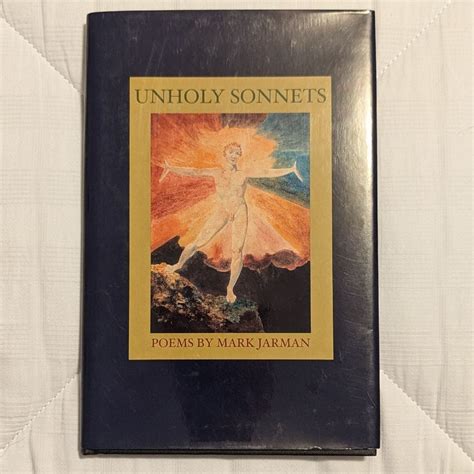 UNHOLY SONNETS
POEMS BY MARK JARMAN